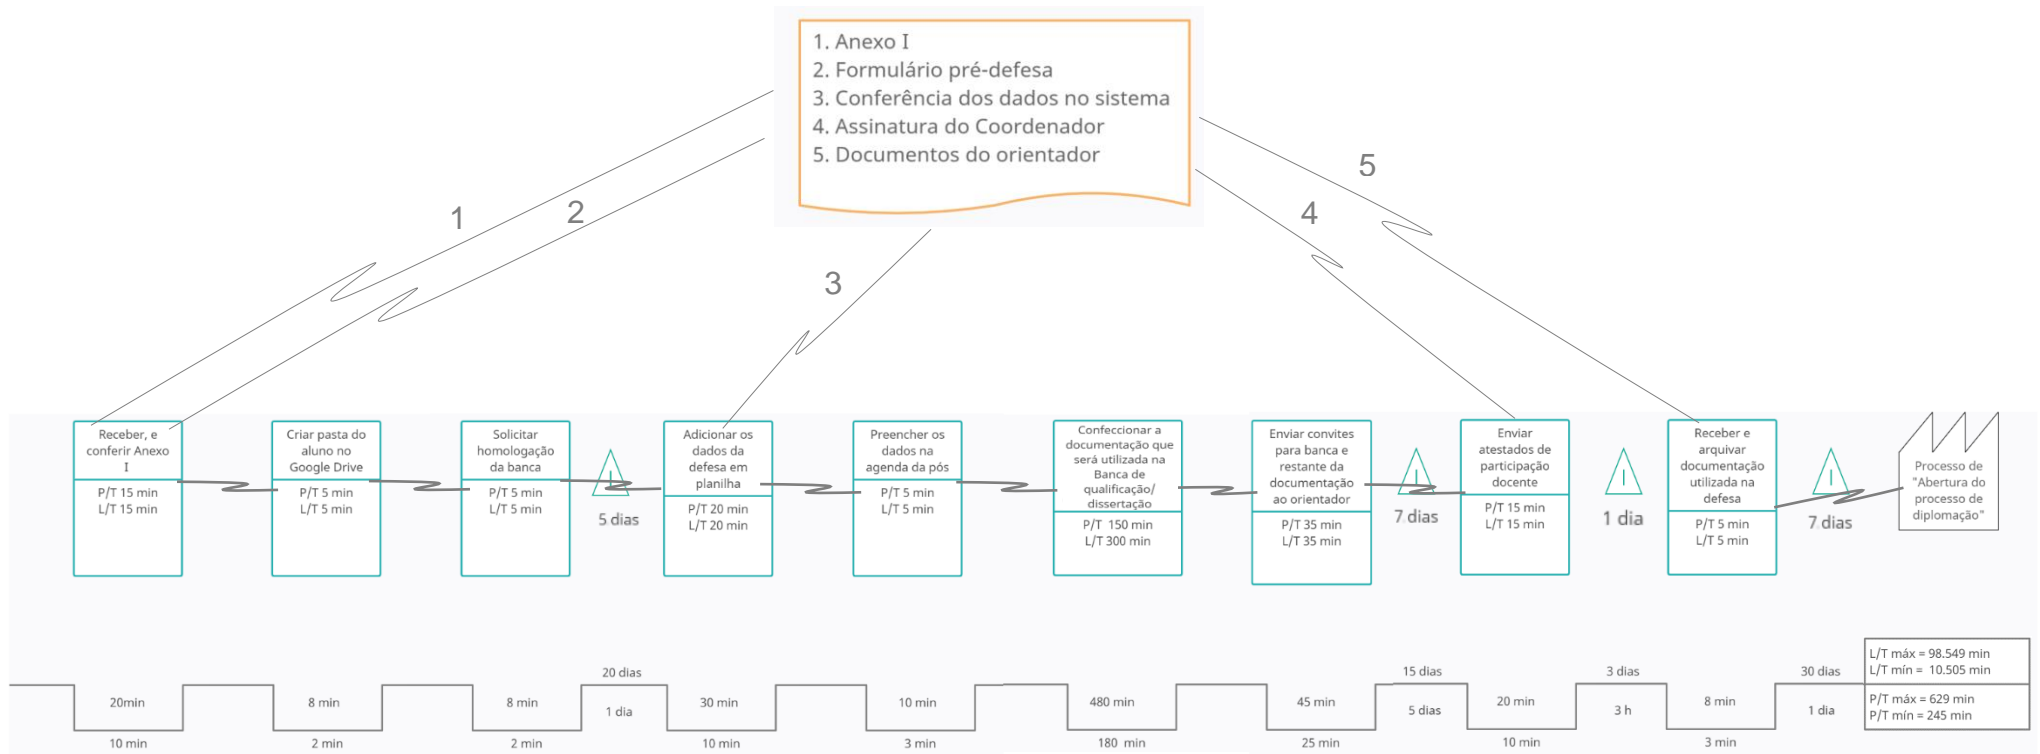 1. Anexo I
2. Formulário pré-defesa
3. Conferência dos dados no sistema
4. Assinatura do Coordenador
5. Documentos do orientador
1
2
3
4
5
Receber, e
conferir Anexo
I
P/T 15 min
L/T 15 min
Criar pasta do
aluno no
Google Drive
P/T 5 min
L/T 5 min
Solicitar
homologação
da banca
P/T 5 min
L/T 5 min
5 dias
Adicionar os
dados da
defesa em
planilha
P/T 20 min
L/T 20 min
Preencher os
dados na
agenda da pós
P/T 5 min
L/T 5 min
Confeccionar a
documentação que
será utilizada na
Banca de
qualificação/
dissertação
P/T 150 min
L/T 300 min
Enviar convites
para banca e
restante da
documentação
ao orientador
P/T 35 min
L/T 35 min
7 dias
Enviar
atestados de
participação
docente
P/T 15 min
L/T 15 min
1 dia
Receber e
arquivar
documentação
utilizada na
defesa
P/T 5 min
L/T 5 min
7 dias
Processo de
"Abertura do
processo de
diplomação"
20min
10 min
8 min
2 min
8 min
2 min
20 dias
1 dia
30 min
10 min
10 min
3 min
480 min
180 min
45 min
25 min
15 dias
5 dias
20 min
10 min
3 dias
3 h
8 min
3 min
30 dias
1 dia
L/T máx = 98.549 min
L/T mín = 10.505 min
P/T máx = 629 min
P/T mín = 245 min